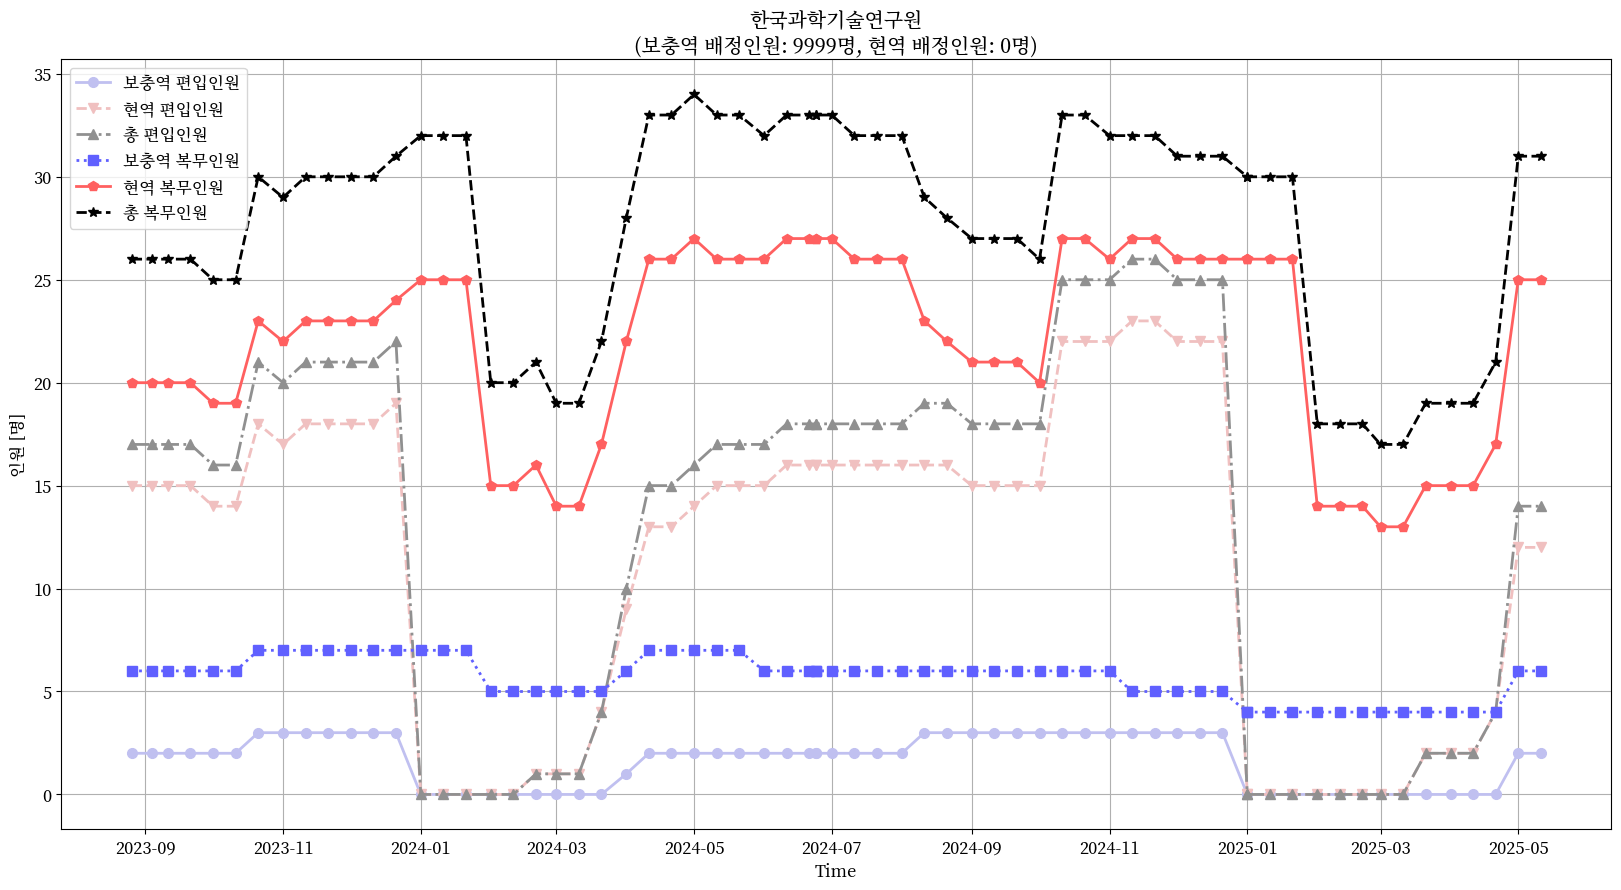 한국과학기술연구원
(보충역 배정인원: 9999명, 현역 배정인원: 0명)
보충역 편입인원
현역 편입인원
총 편입인원
보충역 복무인원
현역 복무인원
총 복무인원
인원 [명]
35
30
25
20
15
10
5
0
2023-09
2023-11
2024-01
2024-03
2024-05
2024-07
2024-09
2024-11
2025-01
2025-03
2025-05
Time